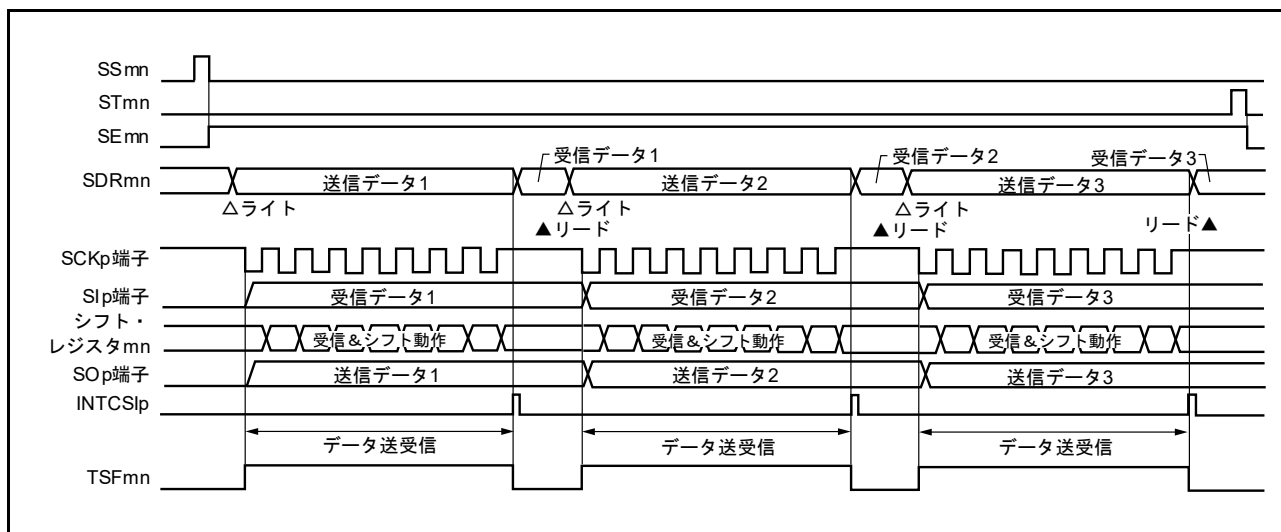 SSmn
STmn
SEmn
受信データ1
受信データ2
受信データ3
SDRmn
送信データ1
送信データ2
送信データ3
△ライト
△ライト
△ライト
▲リード
▲リード
リード▲
SCKp端子
SIp端子
受信データ1
受信データ2
受信データ3
シフト・
レジスタmn
受信&シフト動作
受信&シフト動作
受信&シフト動作
SOp端子
送信データ1
送信データ2
送信データ3
INTCSIp
データ送受信
データ送受信
データ送受信
TSFmn